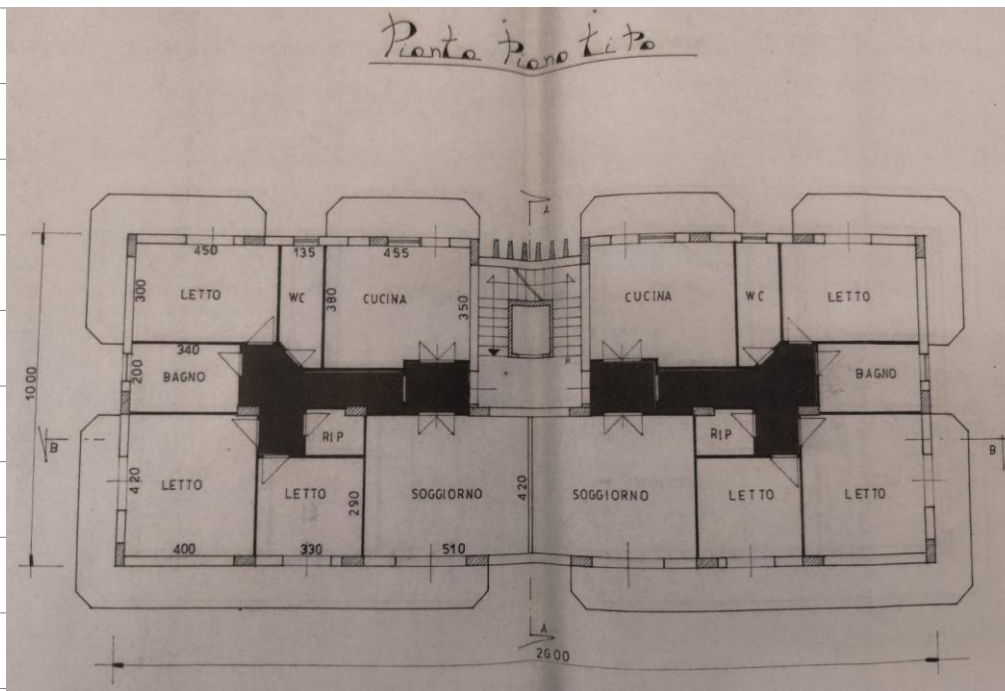 Pianta Piano tipo
A
450 135 455
300 LETTO WC 380 CUCINA 350 CUCINA WC LETTO
340
1000 200 BAGNO BAGNO
RIP RIP
B B
420 LETTO LETTO 290 SOGGIORNO 420 SOGGIORNO LETTO LETTO
400 330 510
A
2600